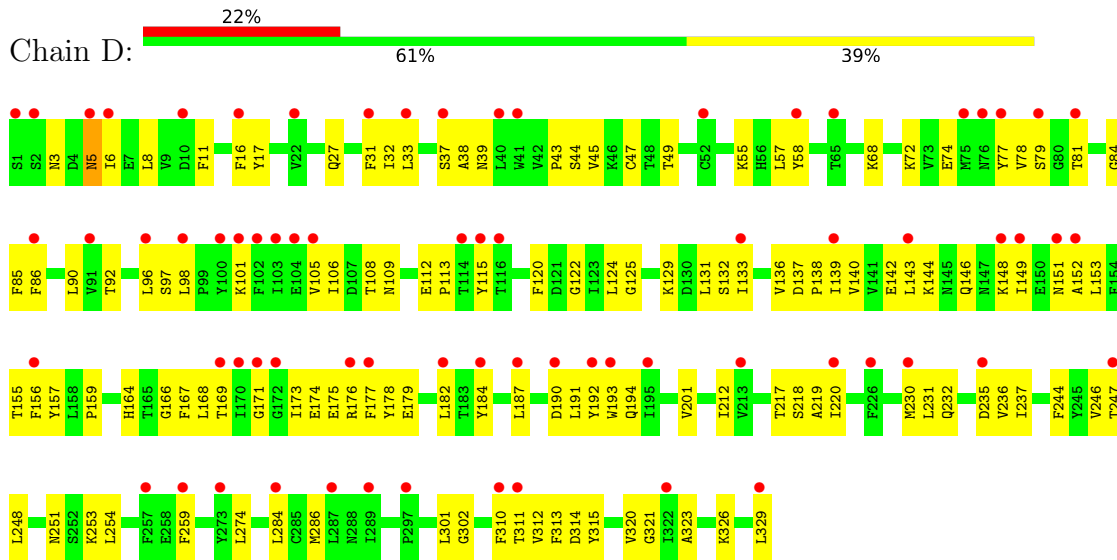 22%
Chain D:
61% 39%
S1 S2 N3 D4 N5 I6 E7 L8 V9 D10 F11 F16 Y17 V22 Q27 F31 I32 L33 S37 A38 N39 L40 W41 V42 P43 S44 V45 K46 C47 T48 T49 C52 K55 H56 L57 Y58 T65 K68 K72 V73 E74 M75 N76 Y77 V78 S79 G80 T81 G84
F85 F86 L90 V91 T92 L96 S97 L98 P99 Y100 K101 F102 I103 E104 V105 I106 D107 T108 N109 E112 P113 T114 Y115 T116 F120 D121 G122 I123 L124 G125 K129 D130 L131 S132 I133 V136 D137 P138 I139 V140 V141 E142 L143 K144 N145 Q146 N147 K148 I149 E150 N151 A152 L153 F154
T155 F156 Y157 L158 P159 H164 T165 G166 F167 L168 T169 I170 G171 G172 I173 E174 E175 R176 F177 Y178 E179 L182 T183 Y184 L187 D190 L191 Y192 W193 Q194 I195 V201 I212 V213 T217 S218 A219 I220 F226 M230 L231 Q232 D235 V236 I237 F244 Y245 V246 T247
L248 N251 S252 K253 L254 F257 E258 F259 Y273 L274 L284 C285 M286 L287 N288 I289 P297 L301 G302 F310 T311 V312 F313 D314 Y315 V320 G321 I322 A323 K326 L329